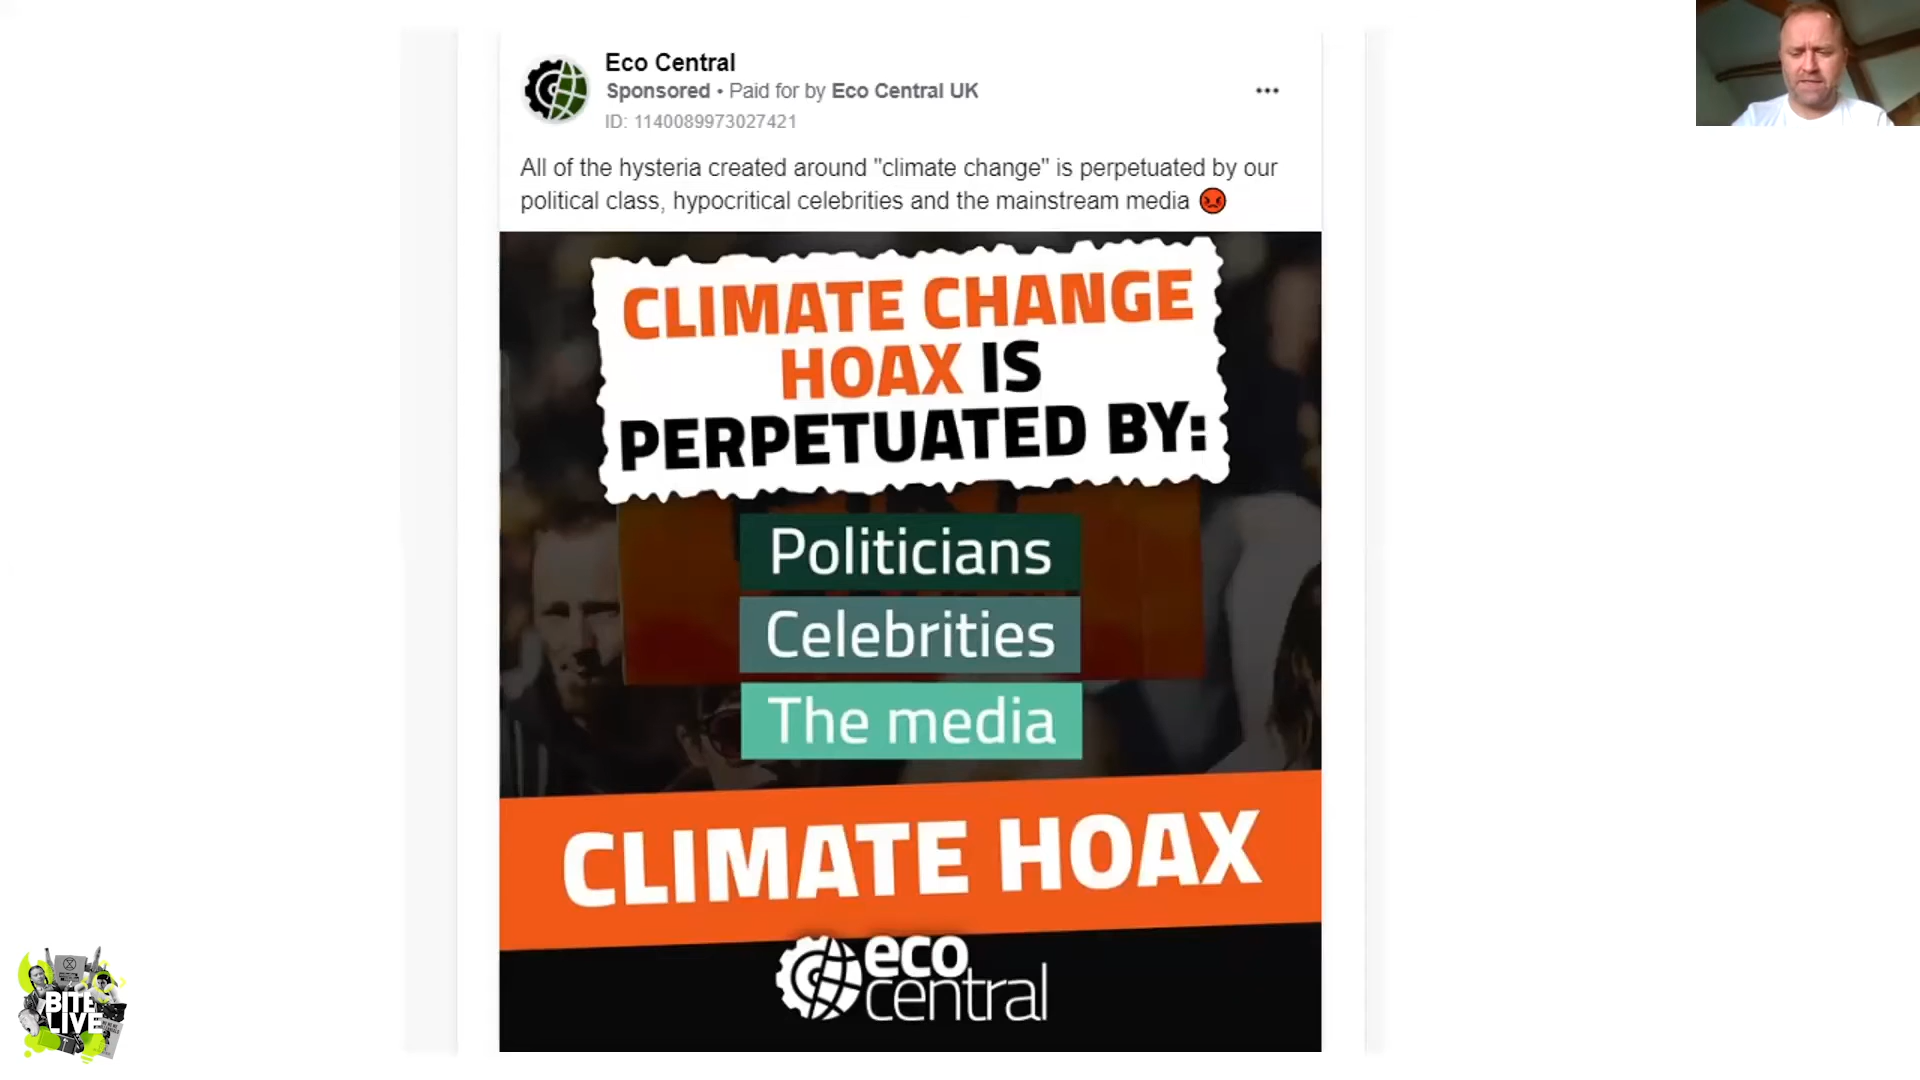 Eco Central
Sponsored • Paid for by Eco Central UK
ID: 1140089973027421
All of the hysteria created around "climate change" is perpetuated by our
political class, hypocritical celebrities and the mainstream media
CLIMATE CHANGE
HOAX IS
PERPETUATED BY:
Politicians
Celebrities
The media
CLIMATE HOAX
eco
central
BITE
LIVE